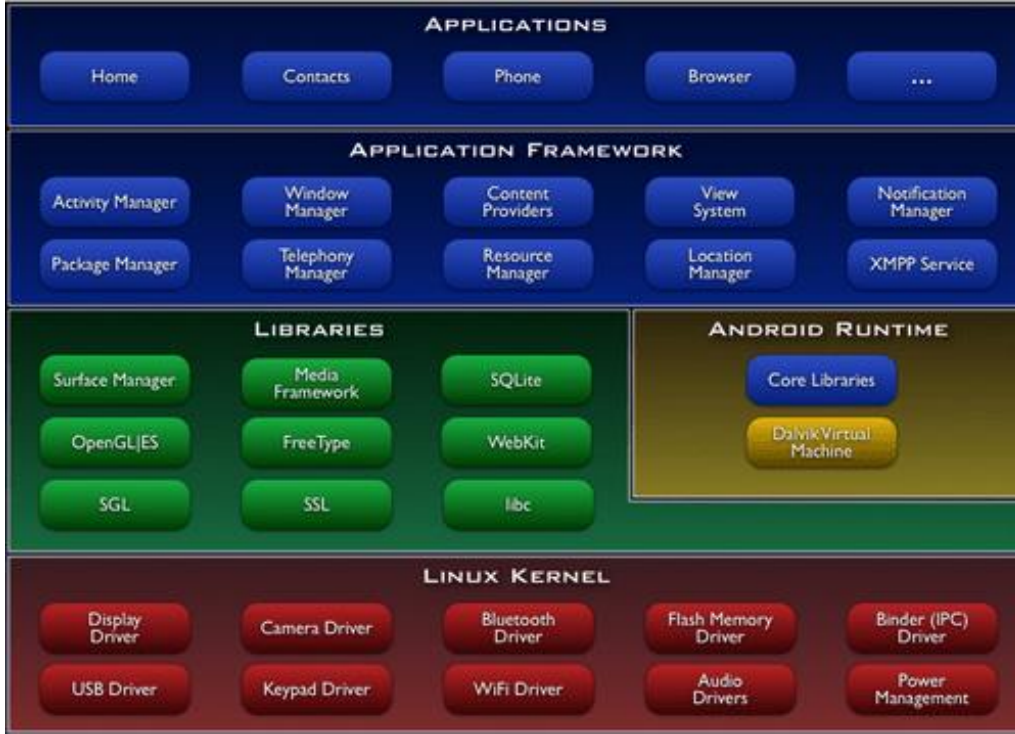 APPLICATIONS
Home
Contacts
Phone
Browser
...
APPLICATION FRAMEWORK
Activity Manager
Window
Manager
Content
Providers
View
System
Notification
Manager
Package Manager
Telephony
Manager
Resource
Manager
Location
Manager
XMPP Service
LIBRARIES
Surface Manager
Media
Framework
SQLite
OpenGL|ES
FreeType
WebKit
SGL
SSL
libc
ANDROID RUNTIME
Core Libraries
Dalvik Virtual
Machine
LINUX KERNEL
Display
Driver
Camera Driver
Bluetooth
Driver
Flash Memory
Driver
Binder (IPC)
Driver
USB Driver
Keypad Driver
WiFi Driver
Audio
Drivers
Power
Management